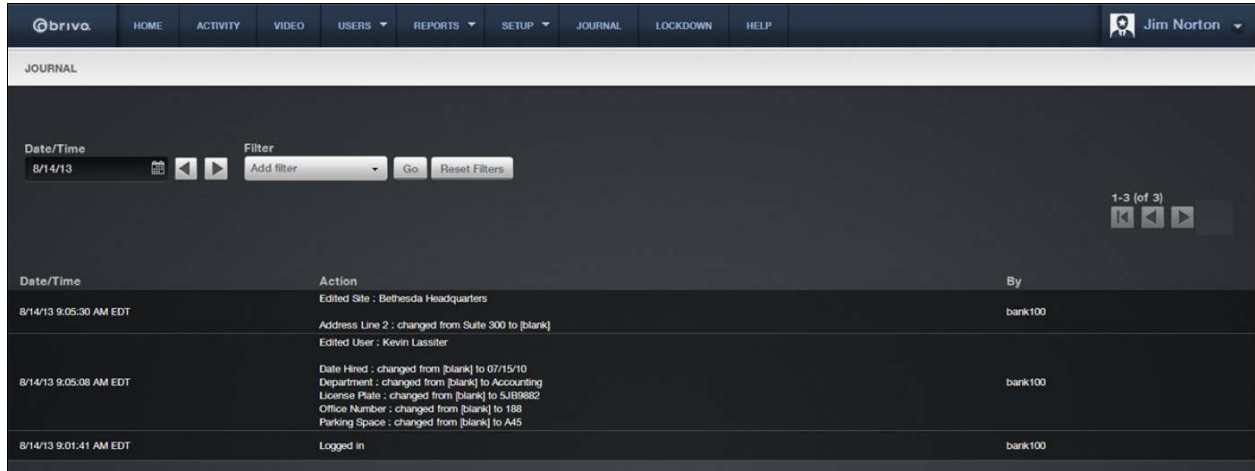 brivo HOME ACTIVITY VIDEO USERS REPORTS SETUP JOURNAL LOCKDOWN HELP Jim Norton
JOURNAL
Date/Time Filter
8/14/13 Add filter Go Reset Filters
1-3 (of 3)
Date/Time Action By
Edited Site : Bethesda Headquarters
8/14/13 9:05:30 AM EDT bank100
Address Line 2 : changed from Suite 300 to [blank]
Edited User : Kevin Lassiter
Date Hired : changed from [blank] to 07/15/10
8/14/13 9:05:08 AM EDT Department : changed from [blank] to Accounting bank100
License Plate : changed from [blank] to 5JB9882
Office Number : changed from [blank] to 188
Parking Space : changed from [blank] to A45
8/14/13 9:01:41 AM EDT Logged in bank100